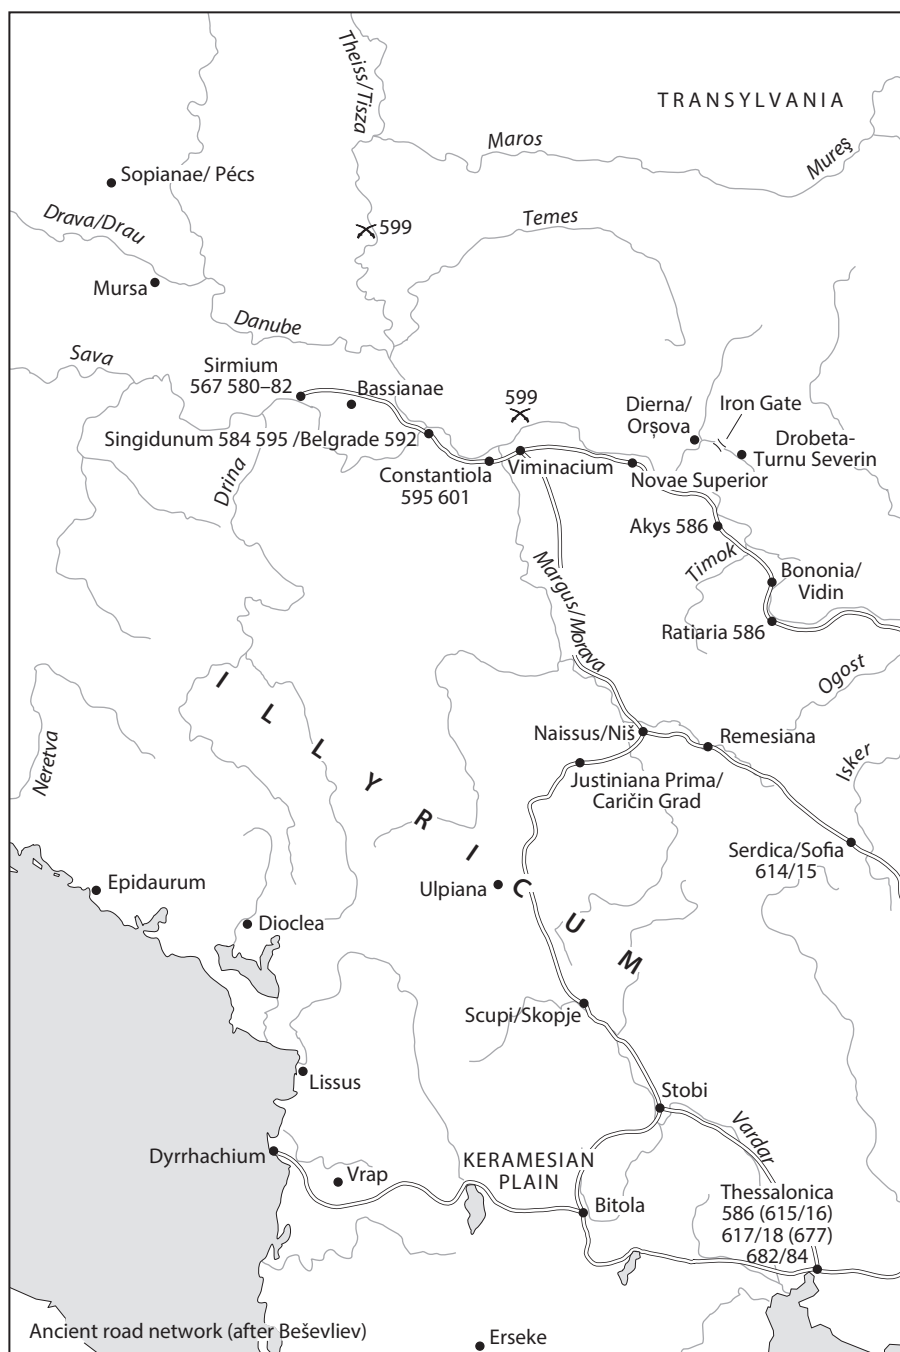 Theiss/Tisza
TRANSYLVANIA
Maros
Mureş
Sopianae/ Pécs
Drava/Drau
599
Temes
Mursa
Danube
Sava
Sirmium
567 580–82
Bassianae
599
Dierna/
Orșova
Iron Gate
Drobeta-
Turnu Severin
Singidunum 584 595 /Belgrade 592
Constantiola
595 601
Viminacium
Novae Superior
Drina
Akys 586
Timok
Bononia/
Vidin
Margus/Morava
Ratiaria 586
Ogost
ILLYRICUM
Neretva
Naissus/Niš
Remesiana
Isker
Justiniana Prima/
Caričin Grad
Serdica/Sofia
614/15
Epidaurum
Ulpiana
Dioclea
Scupi/Skopje
Lissus
Stobi
Vardar
Dyrrhachium
Vrap
KERAMESIAN
PLAIN
Bitola
Thessalonica
586 (615/16)
617/18 (677)
682/84
Ancient road network (after Beševliev)
Erseke